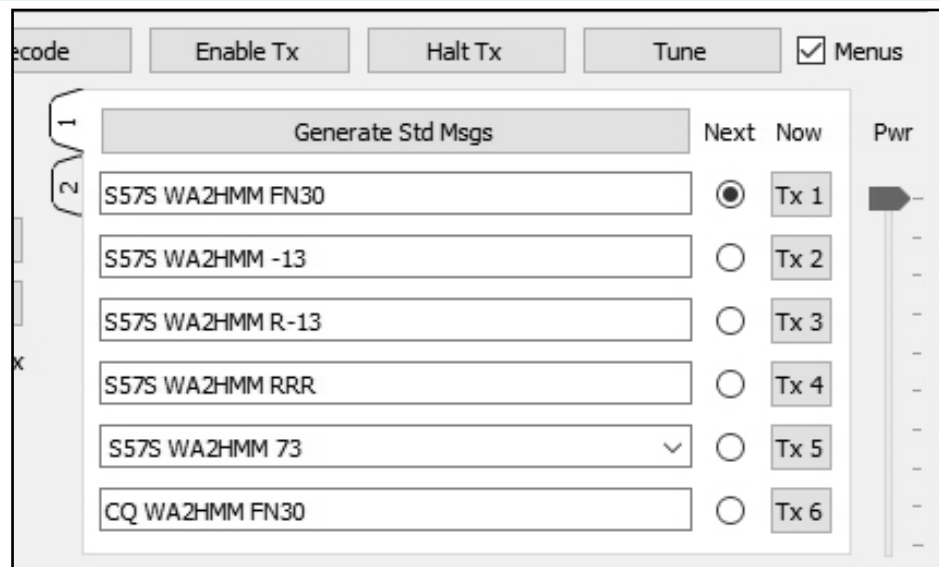 ecode Enable Tx Halt Tx Tune Menus
1 Generate Std Msgs Next Now Pwr
2 S57S WA2HMM FN30 Tx 1
S57S WA2HMM -13 Tx 2
S57S WA2HMM R-13 Tx 3
x
S57S WA2HMM RRR Tx 4
S57S WA2HMM 73 Tx 5
CQ WA2HMM FN30 Tx 6